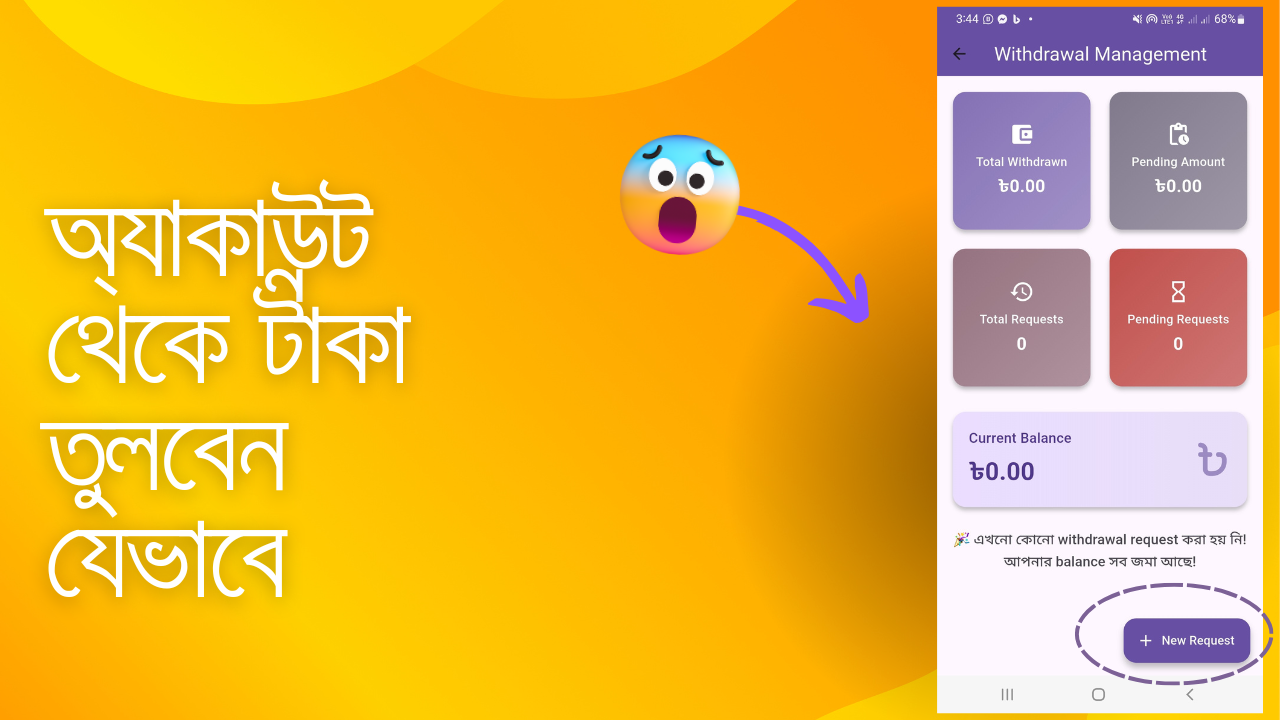 অ্যাকাউন্ট
থেকে টাকা
তুলবেন
যেভাবে
3:44 68%
Withdrawal Management
Total Withdrawn
৳0.00
Pending Amount
৳0.00
Total Requests
0
Pending Requests
0
Current Balance
৳0.00
৳
🎉 এখনো কোনো withdrawal request করা হয় নি!
আপনার balance সব জমা আছে!
+ New Request